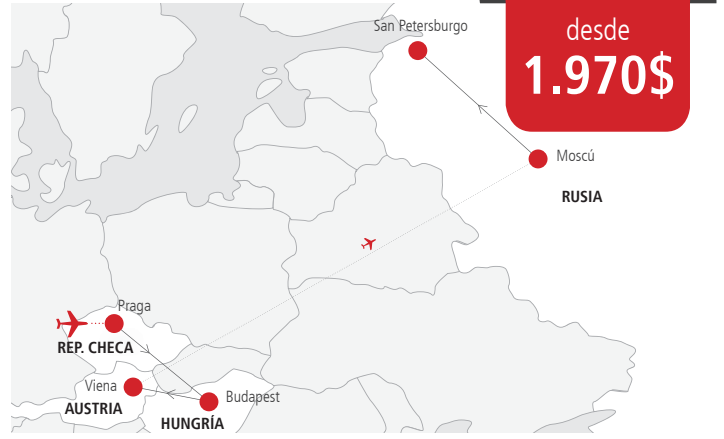 San Petersburgo
desde
1.970$
Moscú
RUSIA
Praga
REP. CHECA
Viena
Budapest
AUSTRIA
HUNGRÍA